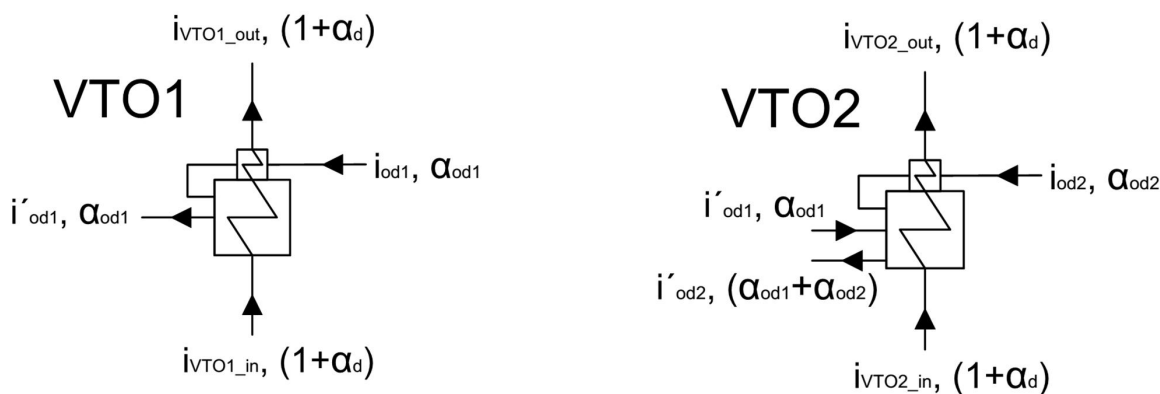 iVTO1_out, (1+αd)
VTO1
iod1, αod1
i´od1, αod1
iVTO1_in, (1+αd)
iVTO2_out, (1+αd)
VTO2
iod2, αod2
i´od1, αod1
i´od2, (αod1+αod2)
iVTO2_in, (1+αd)